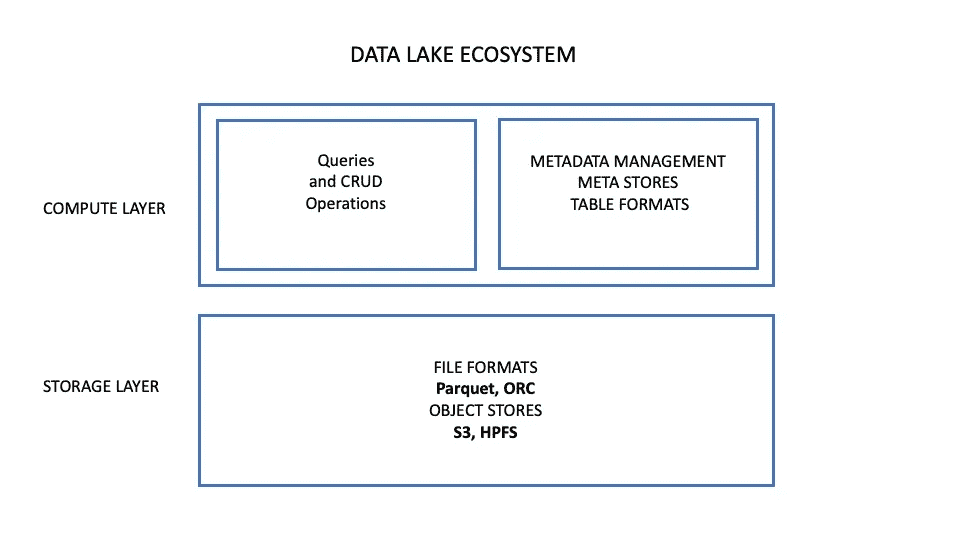 DATA LAKE ECOSYSTEM
COMPUTE LAYER
Queries
and CRUD
Operations
METADATA MANAGEMENT
META STORES
TABLE FORMATS
STORAGE LAYER
FILE FORMATS
Parquet, ORC
OBJECT STORES
S3, HPFS